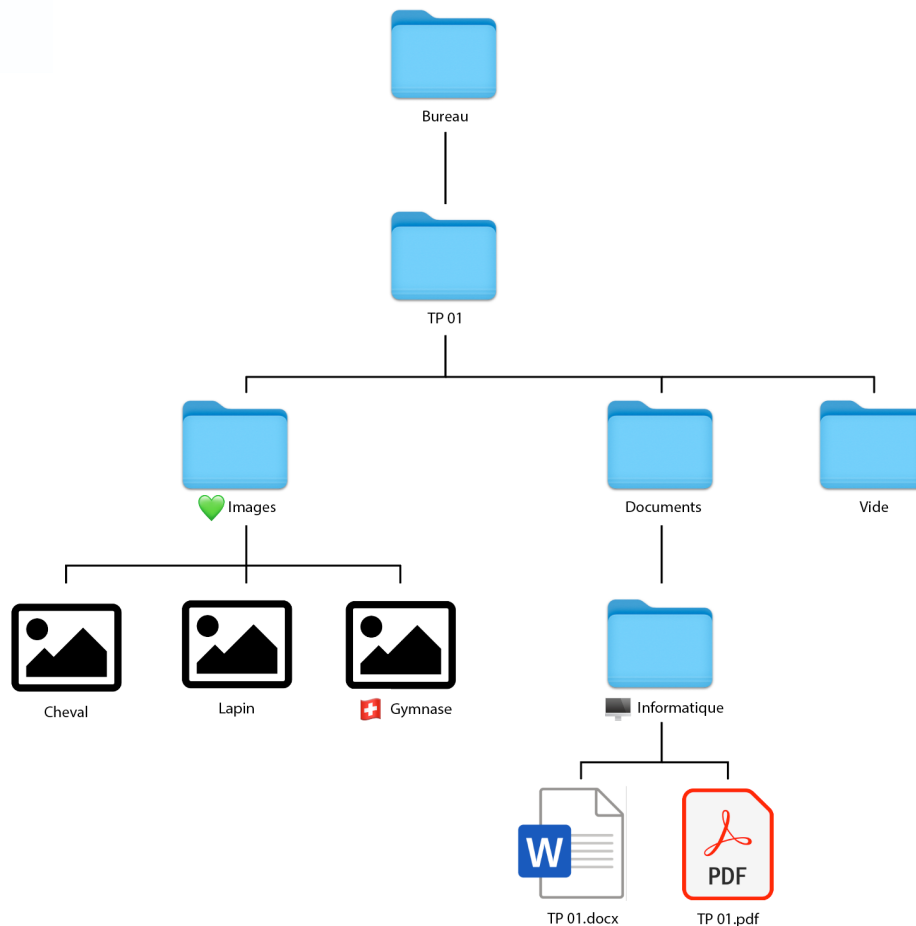 Bureau
TP 01
💚 Images
Documents
Vide
Cheval
Lapin
🇨🇭 Gymnase
🖥 Informatique
W
PDF
TP 01.docx
TP 01.pdf